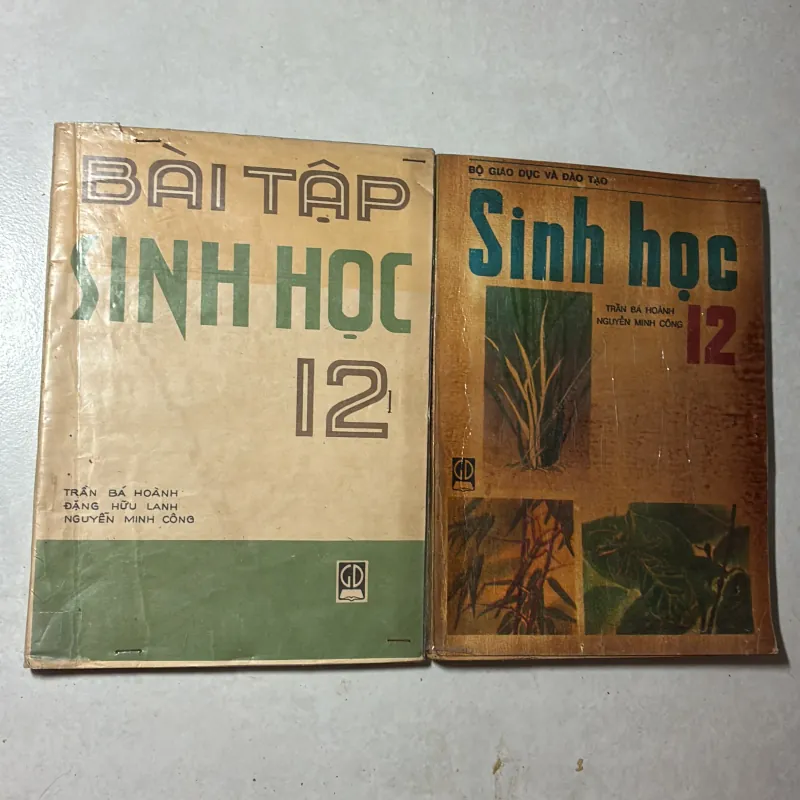 BÀI TẬP
SINH HỌC
12
TRẦN BÁ HOÀNH
ĐẶNG HỮU LANH
NGUYỄN MINH CÔNG
GD
BỘ GIÁO DỤC VÀ ĐÀO TẠO
Sinh học
TRẦN BÁ HOÀNH
NGUYỄN MINH CÔNG
12
GD